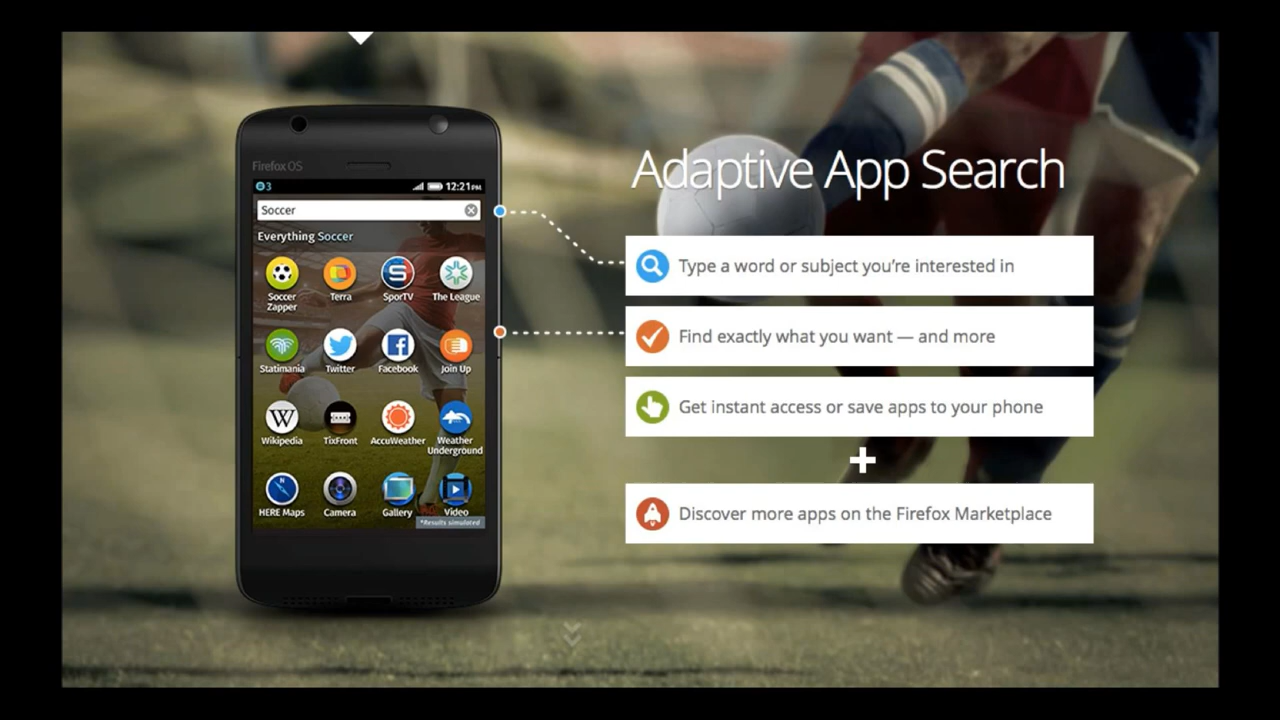 Firefox OS
3
12:21PM
Soccer
Everything Soccer
Soccer Zapper
Terra
SporTV
The League
Statimania
Twitter
Facebook
Join Up
Wikipedia
TixFront
AccuWeather
Weather Underground
HERE Maps
Camera
Gallery
Video
*Results simulated
Adaptive App Search
Type a word or subject you're interested in
Find exactly what you want — and more
Get instant access or save apps to your phone
+
Discover more apps on the Firefox Marketplace